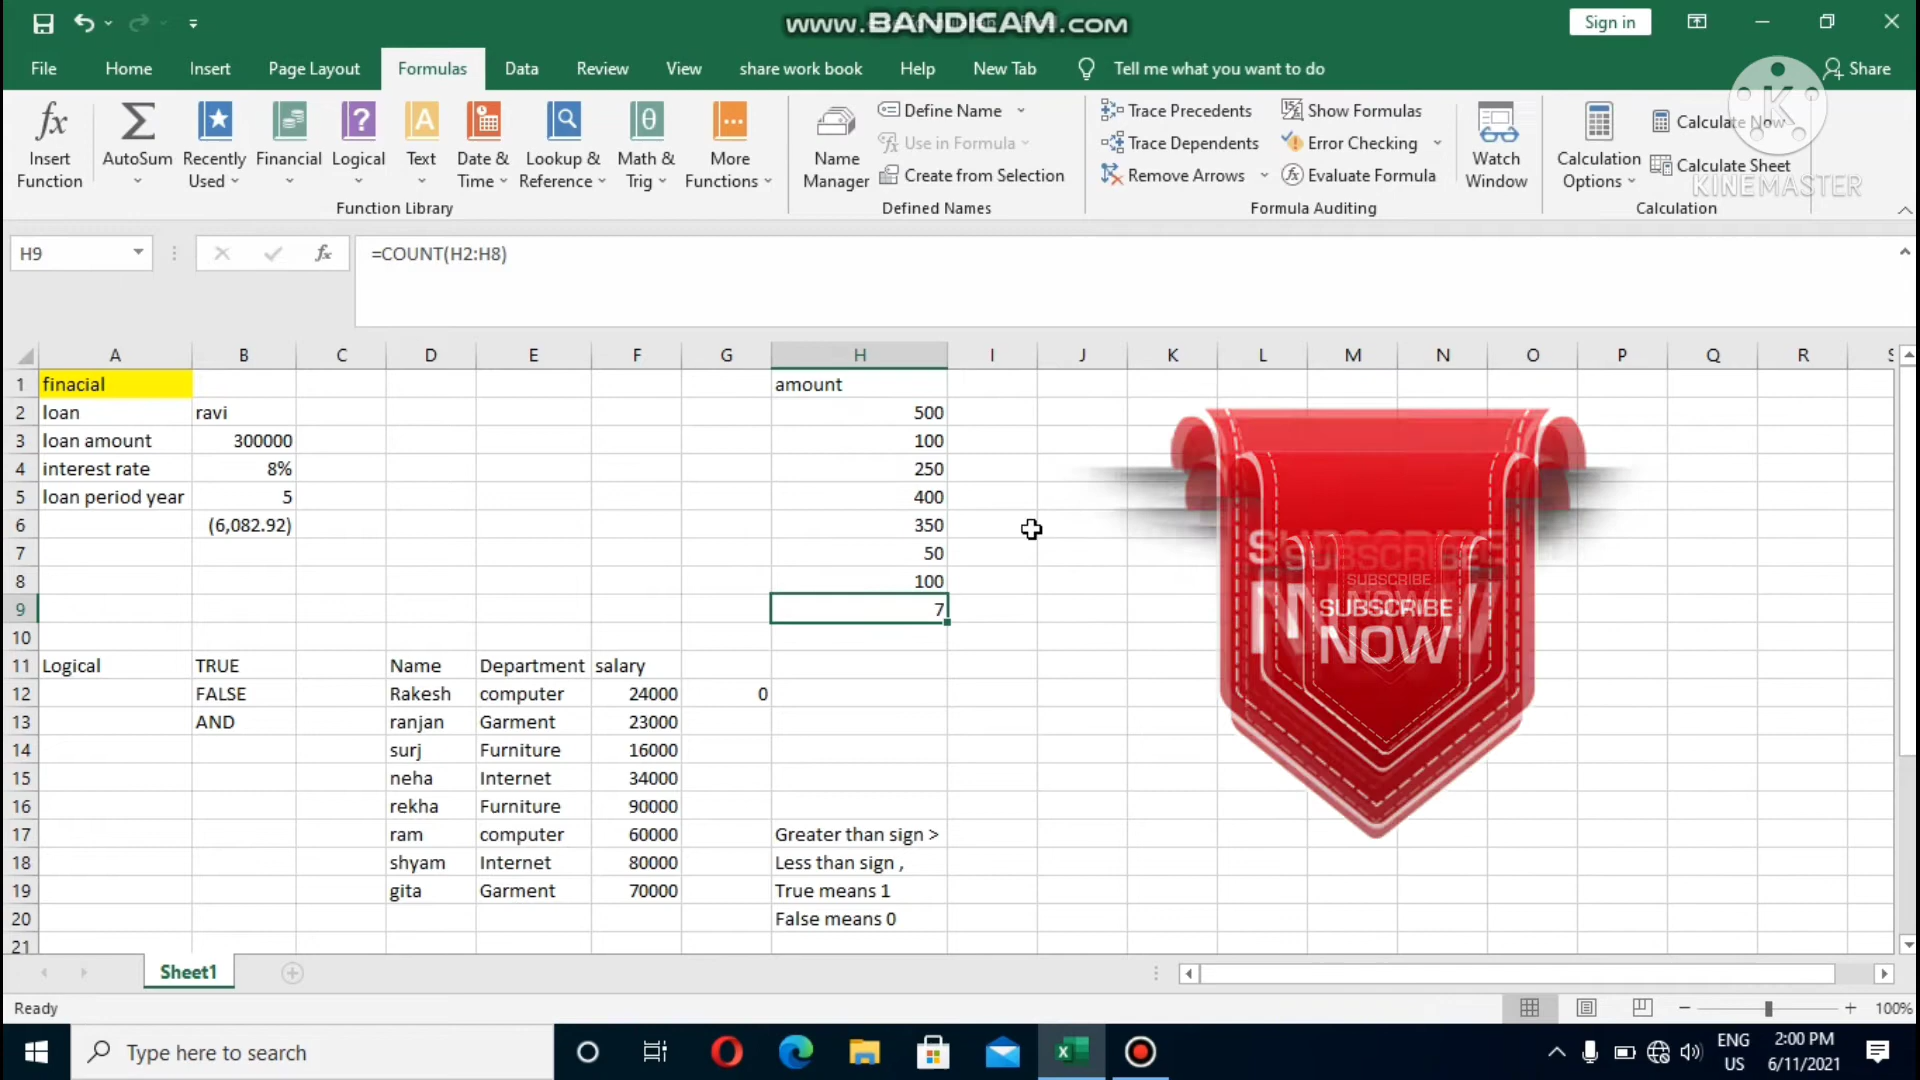 www.BANDICAM.com
Sign in
File Home Insert Page Layout Formulas Data Review View share work book Help New Tab Tell me what you want to do Share
fx Insert Function
AutoSum
Recently Used
Financial
Logical
Text
Date & Time
Lookup & Reference
Math & Trig
More Functions
Function Library
Name Manager
Define Name
Use in Formula
Create from Selection
Defined Names
Trace Precedents
Trace Dependents
Remove Arrows
Show Formulas
Error Checking
Evaluate Formula
Formula Auditing
Watch Window
Calculation Options
Calculate Now
Calculate Sheet
Calculation
K
KINEMASTER
H9 fx =COUNT(H2:H8)
A B C D E F G H I J K L M N O P Q R S
1 finacial amount
2 loan ravi 500
3 loan amount 300000 100
4 interest rate 8% 250
5 loan period year 5 400
6 (6,082.92) 350
7 50
8 100
9 7
10
11 Logical TRUE Name Department salary
12 FALSE Rakesh computer 24000 0
13 AND ranjan Garment 23000
14 surj Furniture 16000
15 neha Internet 34000
16 rekha Furniture 90000
17 ram computer 60000 Greater than sign >
18 shyam Internet 80000 Less than sign ,
19 gita Garment 70000 True means 1
20 False means 0
21
SUBSCRIBE
SUBSCRIBE
NOW
Sheet1
Ready
100%
Type here to search
ENG
US
2:00 PM
6/11/2021